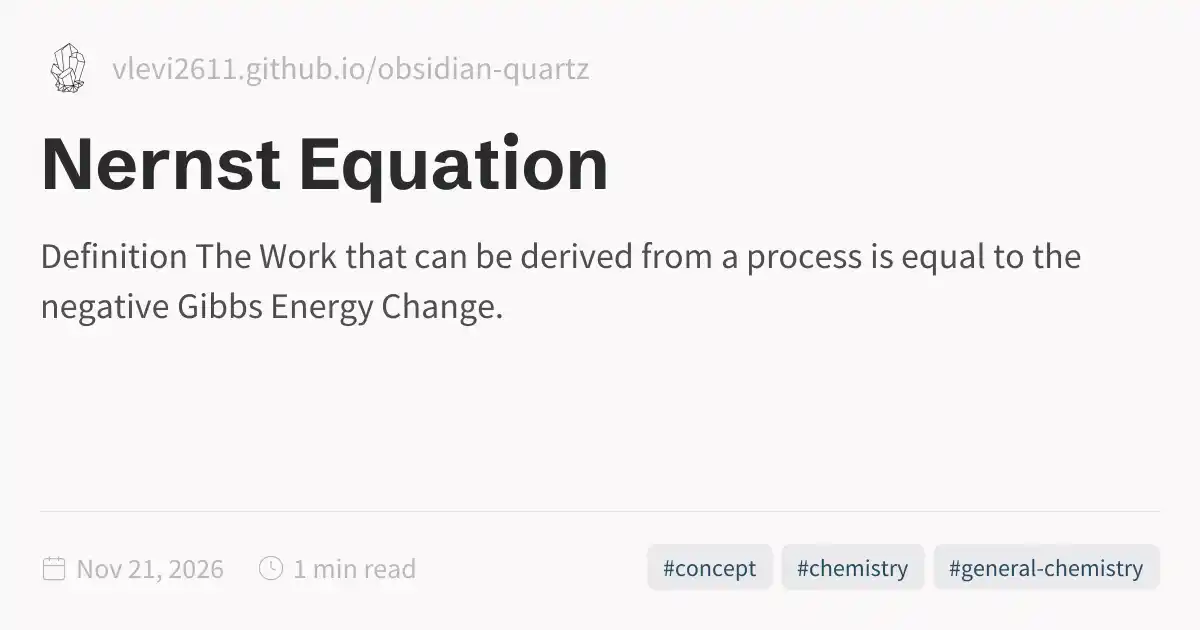 vlevi2611.github.io/obsidian-quartz
Nernst Equation
Definition The Work that can be derived from a process is equal to the
negative Gibbs Energy Change.
Nov 21, 2026 1 min read #concept #chemistry #general-chemistry